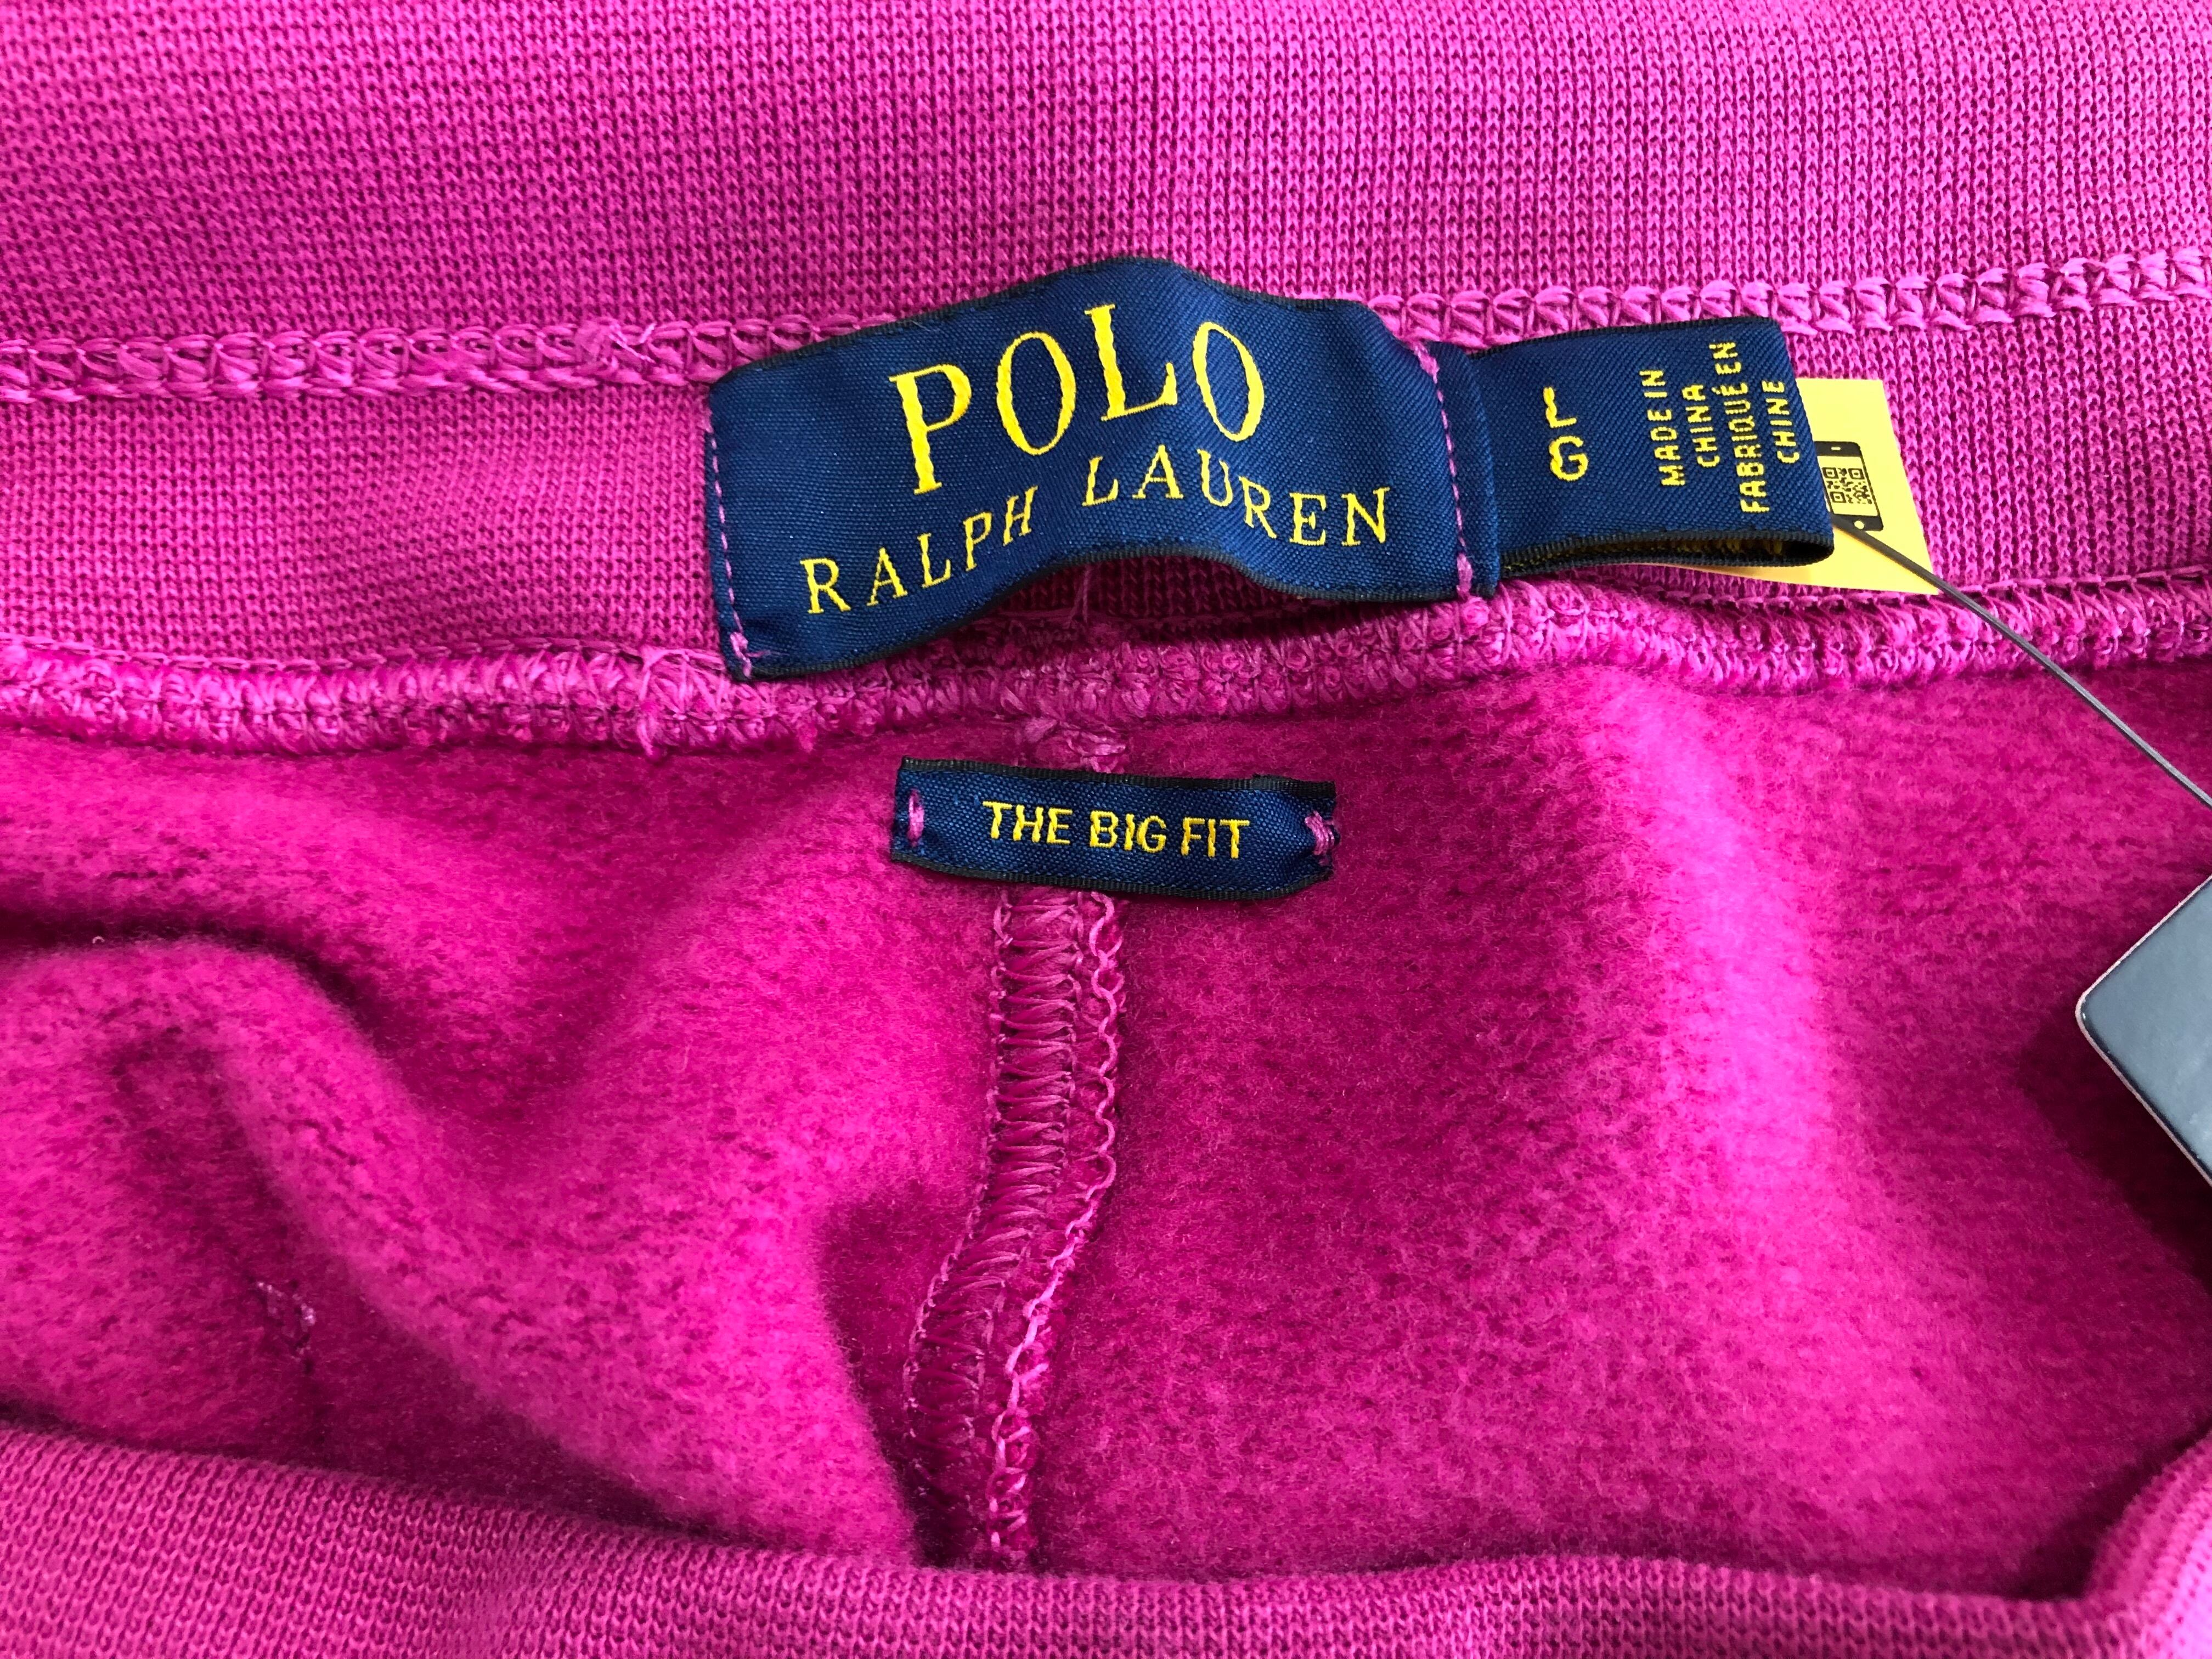 POLO
RALPH LAUREN
L
G
MADE IN
CHINA
FABRIQUÉ EN
CHINE
THE BIG FIT